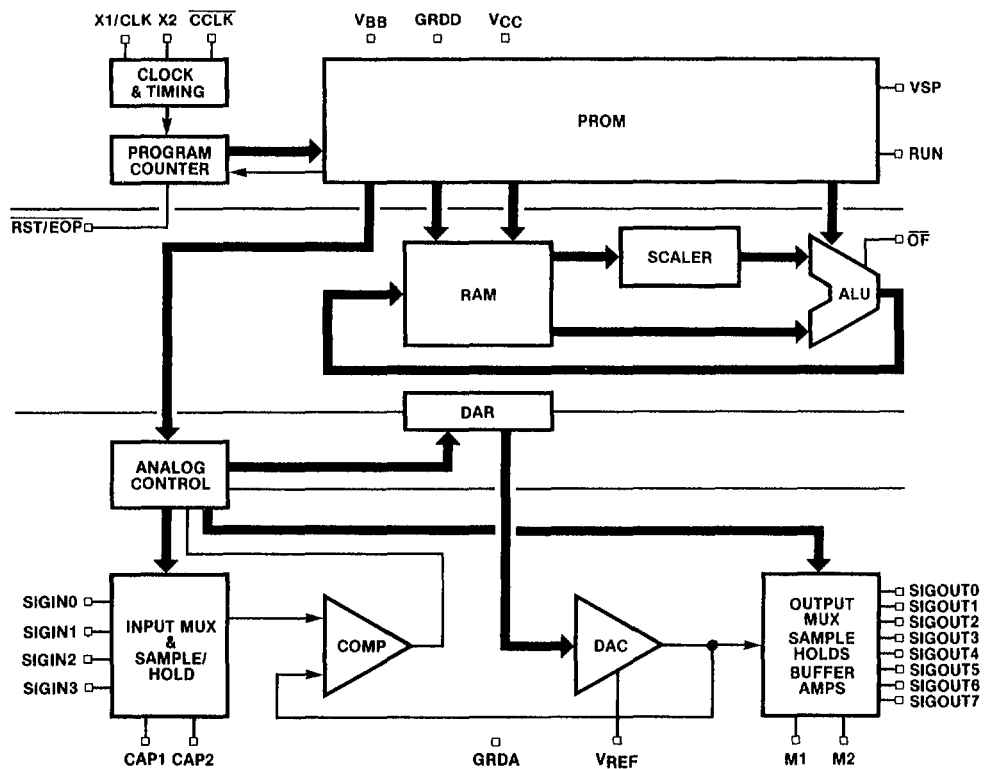 X1/CLK X2 CCLK
VBB GRDD VCC
CLOCK
& TIMING
PROM
VSP
RUN
PROGRAM
COUNTER
RST/EOP
OF
RAM
SCALER
ALU
DAR
ANALOG
CONTROL
SIGIN0
SIGIN1
SIGIN2
SIGIN3
INPUT MUX
&
SAMPLE/
HOLD
COMP
DAC
OUTPUT
MUX
SAMPLE
HOLDS
BUFFER
AMPS
SIGOUT0
SIGOUT1
SIGOUT2
SIGOUT3
SIGOUT4
SIGOUT5
SIGOUT6
SIGOUT7
CAP1 CAP2
GRDA
VREF
M1 M2